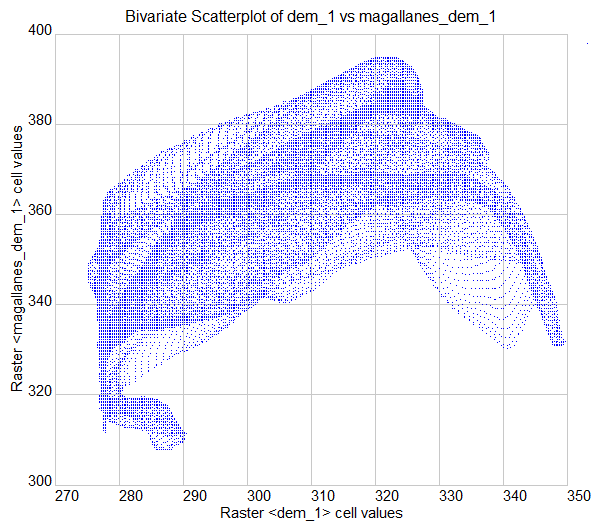 Bivariate Scatterplot of dem_1 vs magallanes_dem_1
400
380
360
340
320
300
Raster <magallanes_dem_1> cell values
270 280 290 300 310 320 330 340 350
Raster <dem_1> cell values